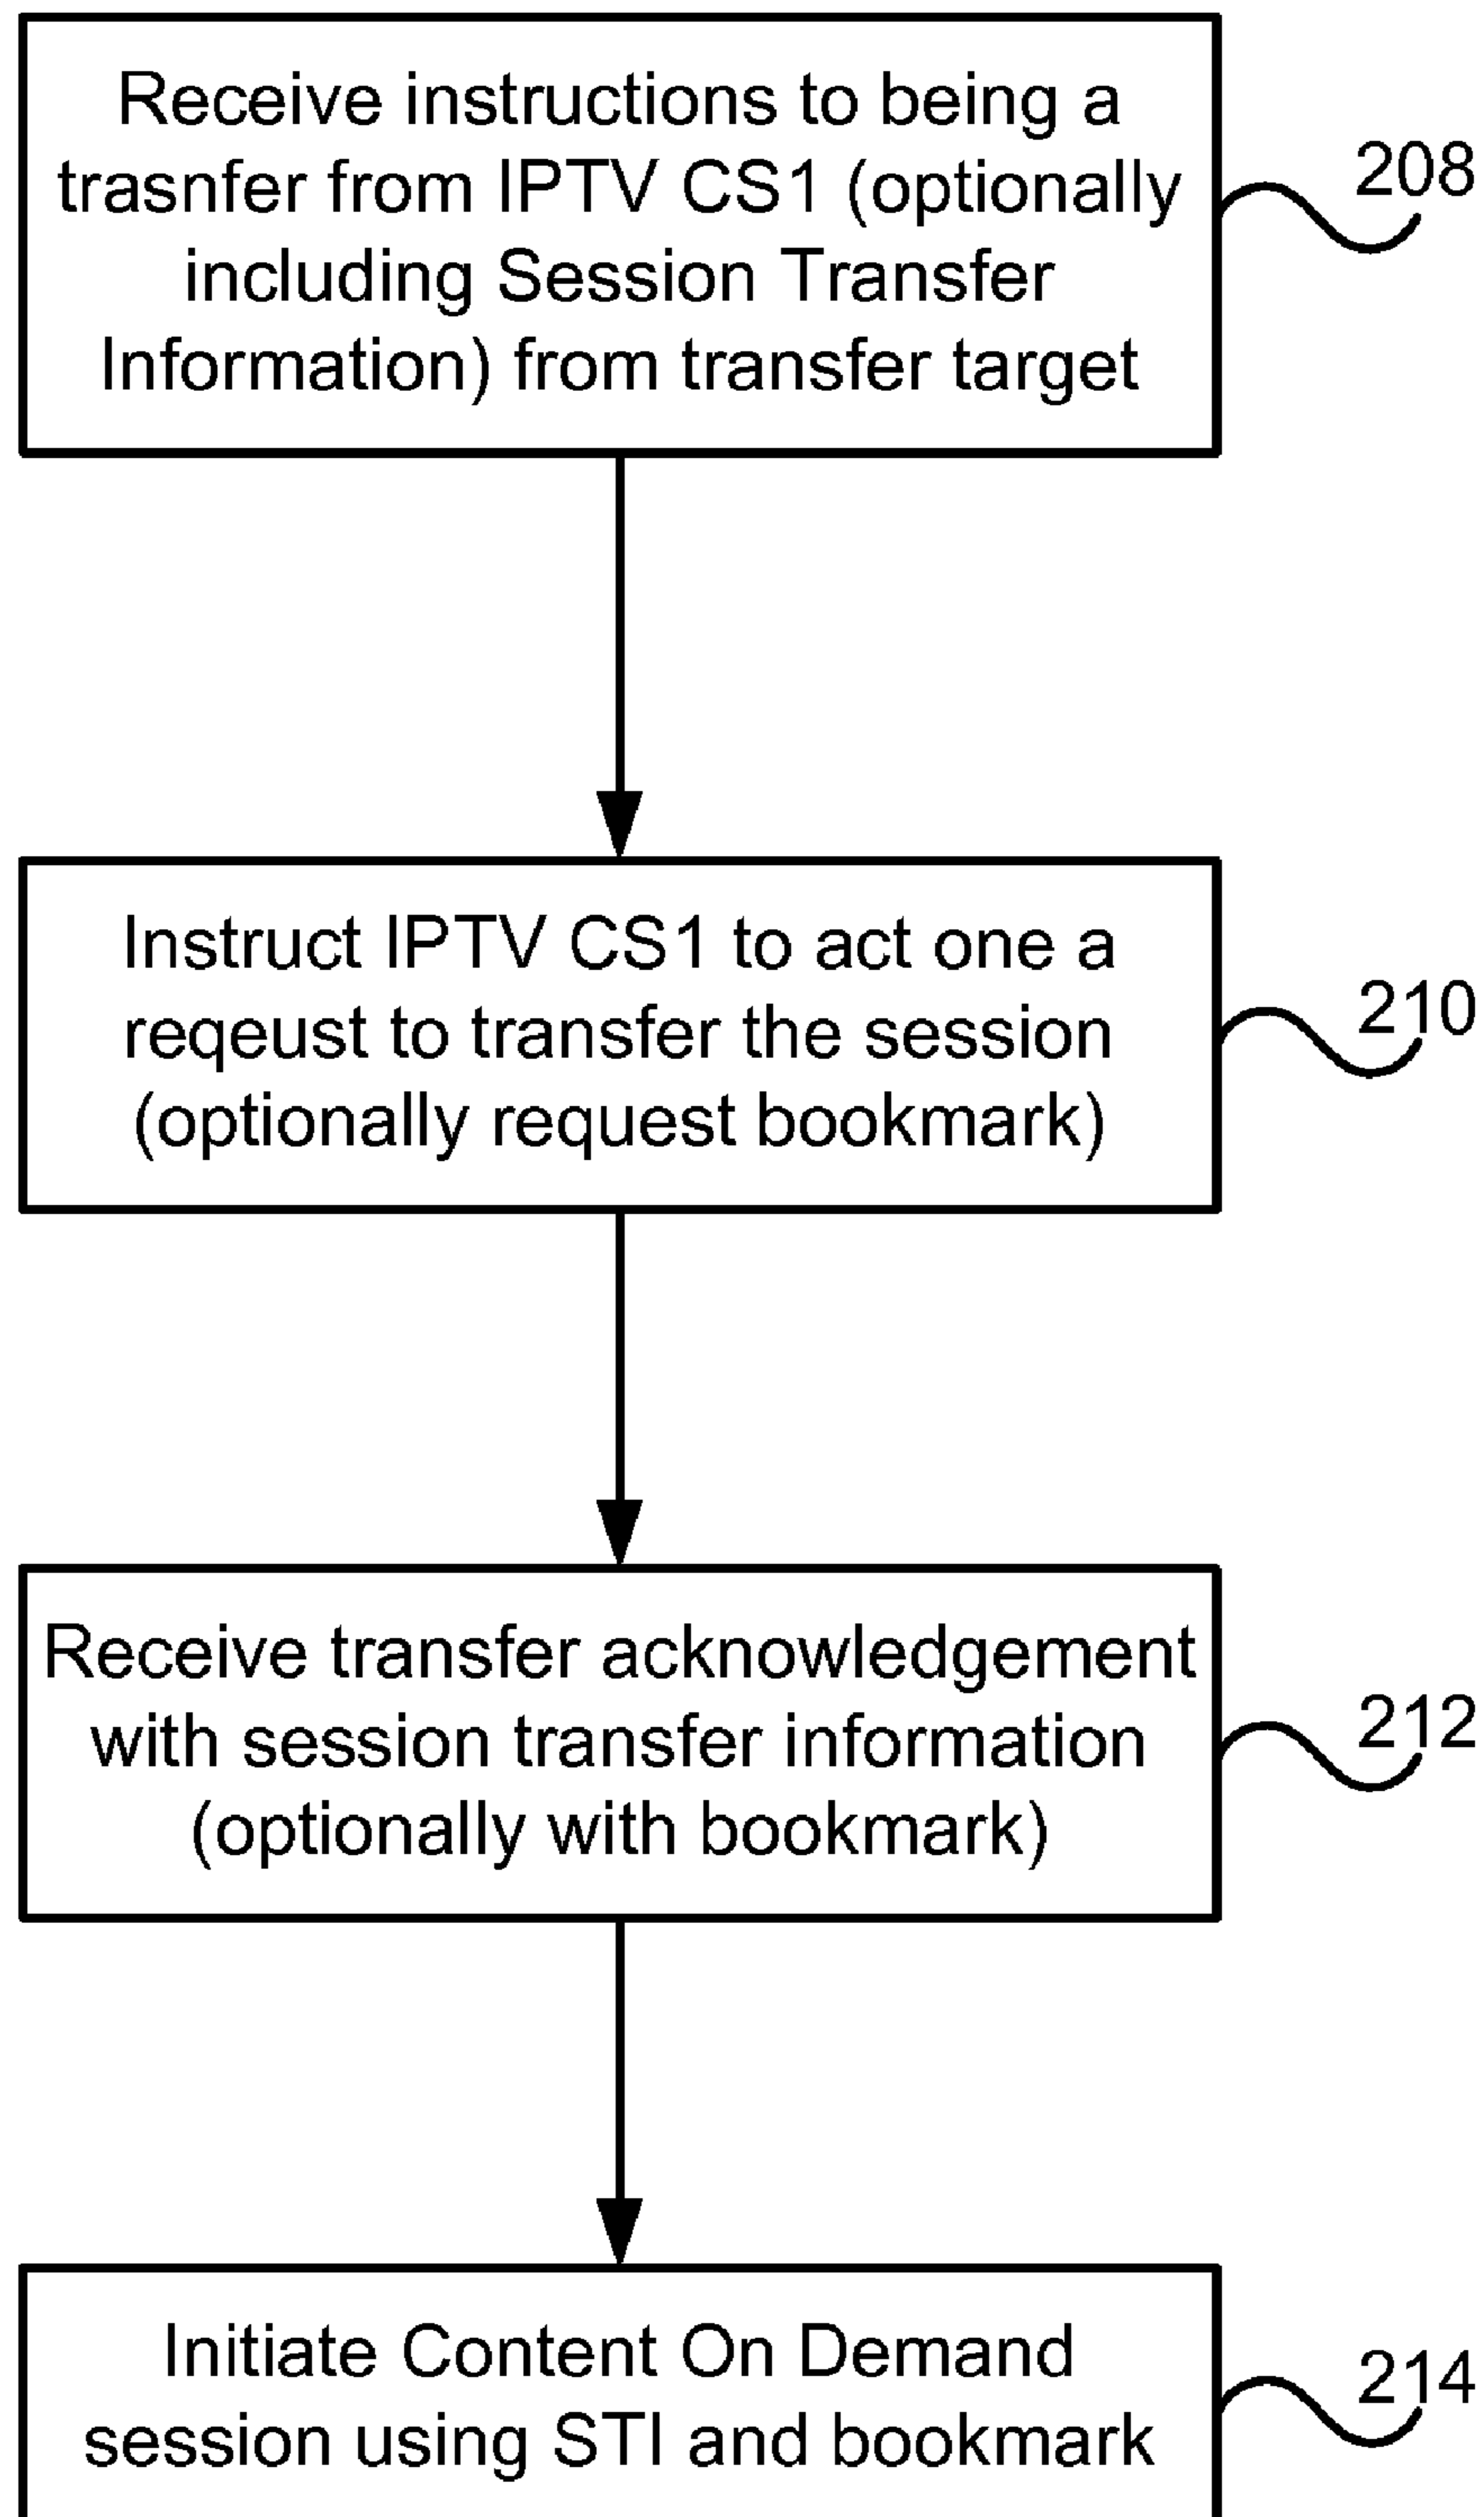 Receive instructions to being a
trasnfer from IPTV CS1 (optionally
including Session Transfer
Information) from transfer target
208
Instruct IPTV CS1 to act one a
reqeust to transfer the session
(optionally request bookmark)
210
Receive transfer acknowledgement
with session transfer information
(optionally with bookmark)
212
Initiate Content On Demand
session using STI and bookmark
214